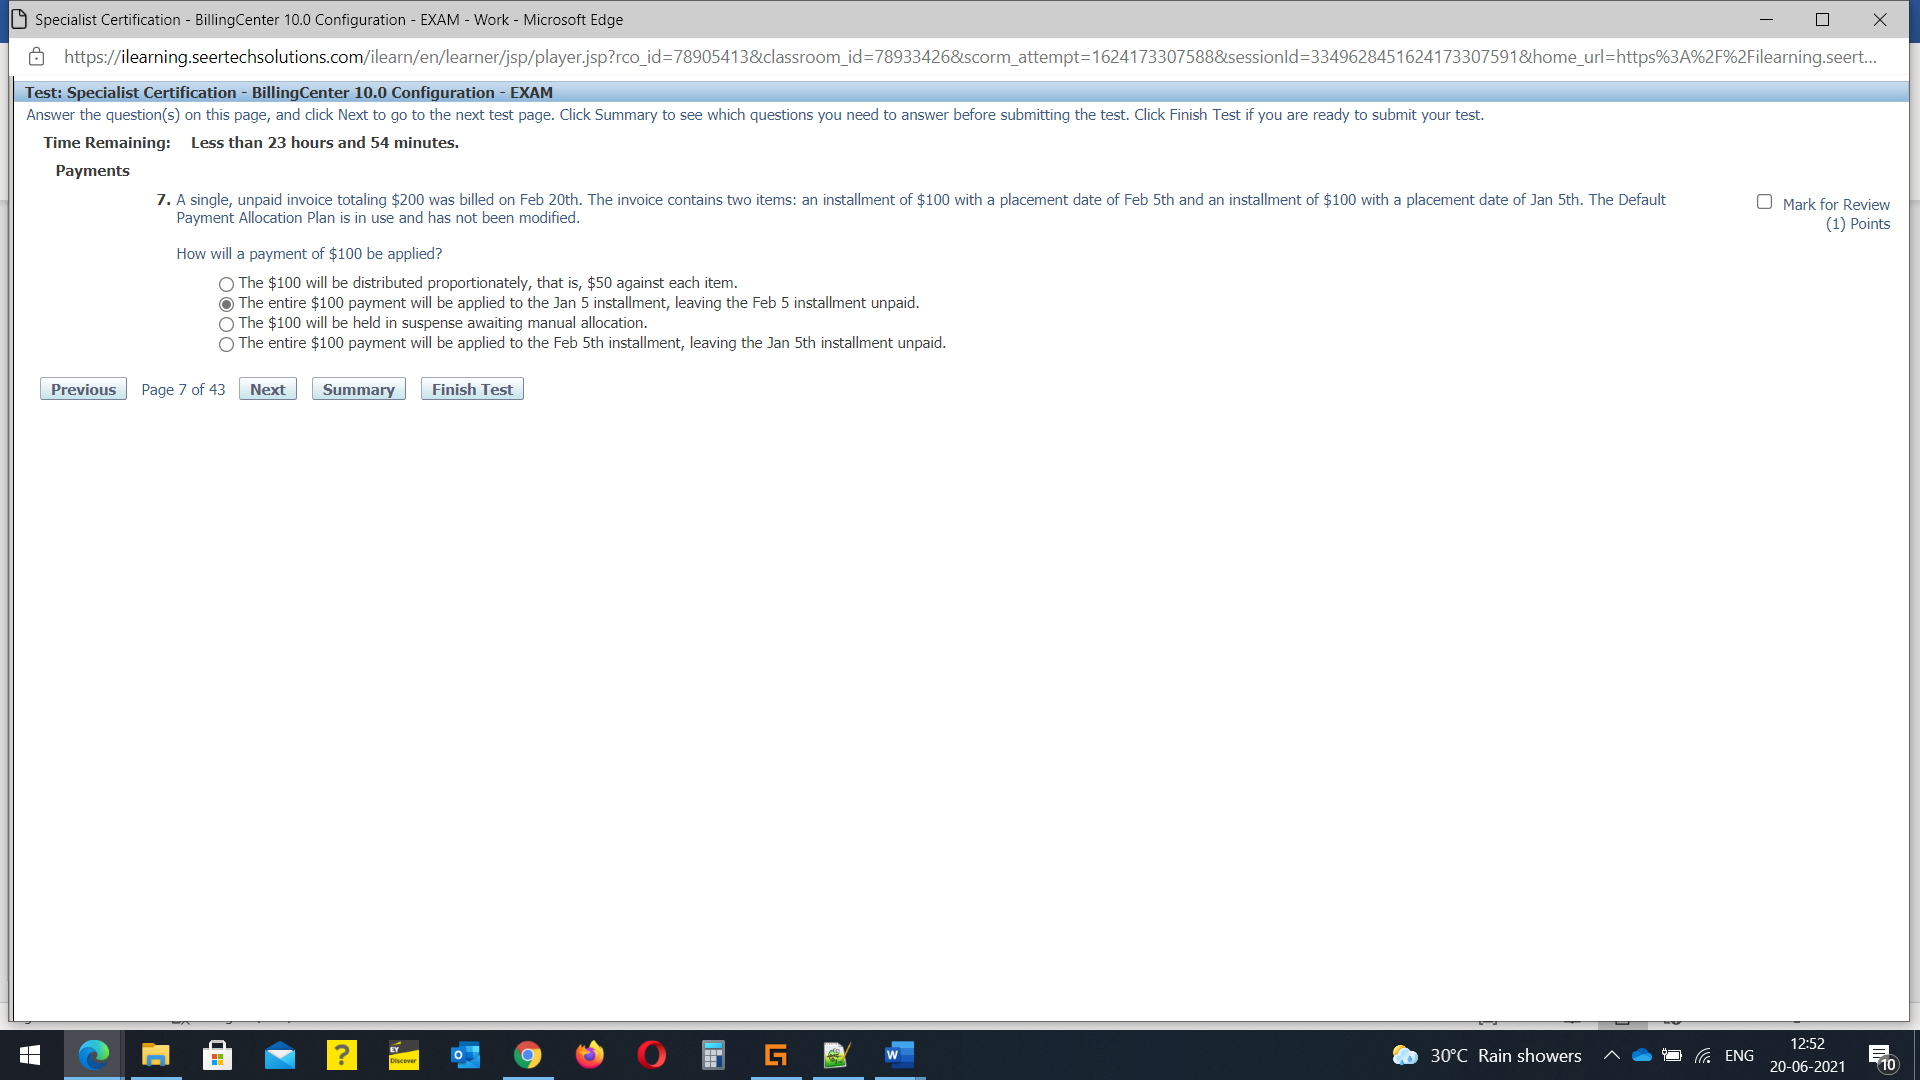 Specialist Certification - BillingCenter 10.0 Configuration - EXAM - Work - Microsoft Edge
https://ilearning.seertechsolutions.com/ilearn/en/learner/jsp/player.jsp?rco_id=78905413&classroom_id=78933426&scorm_attempt=1624173307588&sessionId=3349628451624173307591&home_url=https%3A%2F%2Filearning.seert...
Test: Specialist Certification - BillingCenter 10.0 Configuration - EXAM
Answer the question(s) on this page, and click Next to go to the next test page. Click Summary to see which questions you need to answer before submitting the test. Click Finish Test if you are ready to submit your test.
Time Remaining: Less than 23 hours and 54 minutes.
Payments
7. A single, unpaid invoice totaling $200 was billed on Feb 20th. The invoice contains two items: an installment of $100 with a placement date of Feb 5th and an installment of $100 with a placement date of Jan 5th. The Default
Payment Allocation Plan is in use and has not been modified.
Mark for Review
(1) Points
How will a payment of $100 be applied?
The $100 will be distributed proportionately, that is, $50 against each item.
The entire $100 payment will be applied to the Jan 5 installment, leaving the Feb 5 installment unpaid.
The $100 will be held in suspense awaiting manual allocation.
The entire $100 payment will be applied to the Feb 5th installment, leaving the Jan 5th installment unpaid.
Previous Page 7 of 43 Next Summary Finish Test
EY
Discover
30°C Rain showers
ENG
12:52
20-06-2021
10